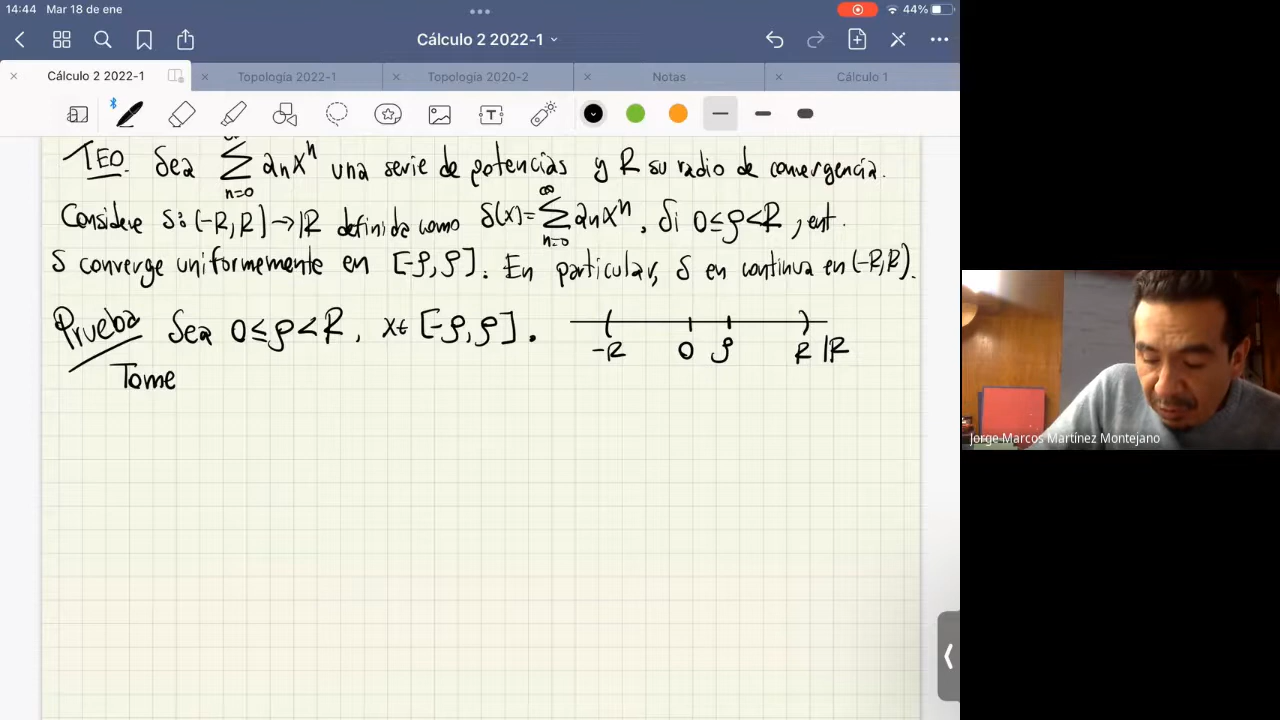 14:44 Mar 18 de ene 44%
Cálculo 2 2022-1
Cálculo 2 2022-1 Topología 2022-1 Topología 2020-2 Notas Cálculo 1
TEO. Sea ∑_{n=0}^{∞} a_n x^n una serie de potencias y R su radio de convergencia.
Considere S:(-R,R)→ℝ definida como S(x)=∑_{n=0}^{∞} a_n x^n. Si 0≤ρ<R, ent.
S converge uniformemente en [-ρ,ρ]. En particular, S en continua en (-R,R).
Prueba Sea 0≤ρ<R, x∈[-ρ,ρ].
-R 0 ρ R ℝ
Tome
Jorge Marcos Martínez Montejano